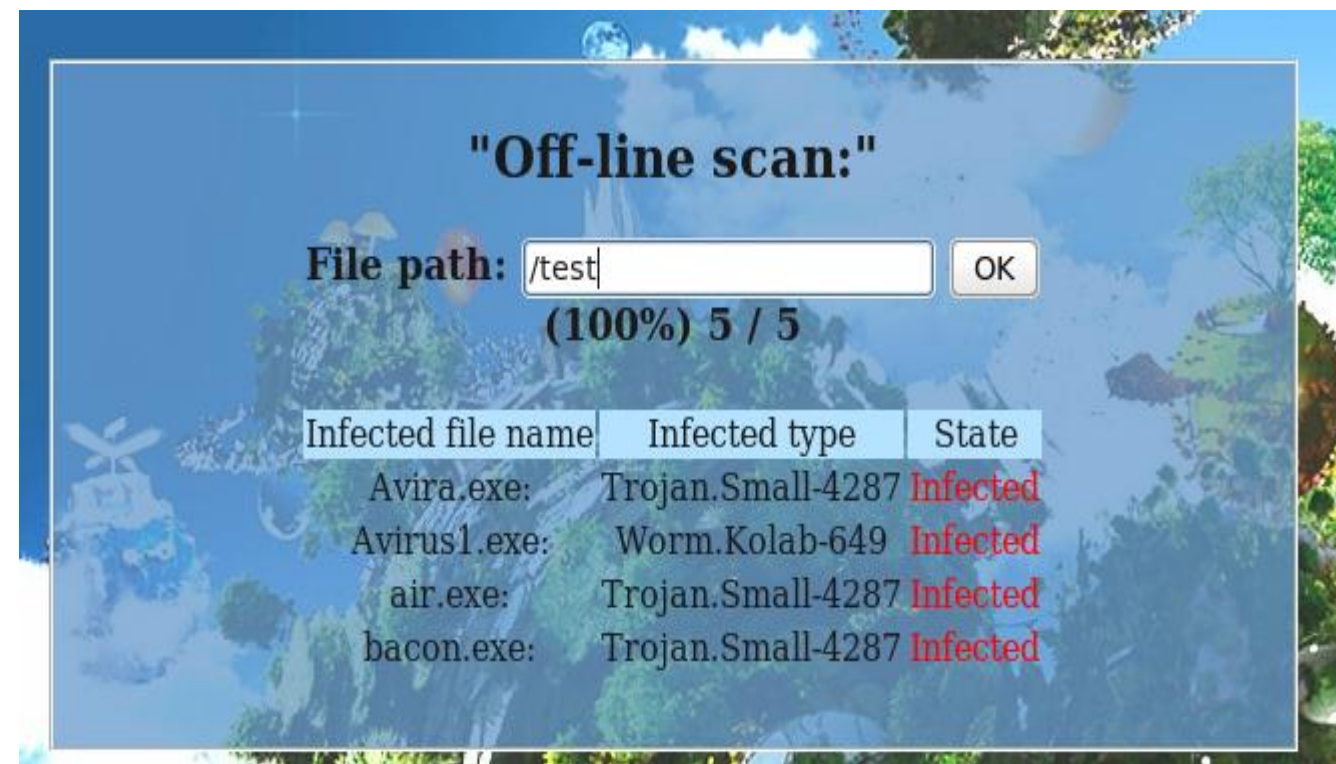 "Off-line scan:"
File path: /test OK
(100%) 5 / 5
Infected file name Infected type State
Avira.exe: Trojan.Small-4287 Infected
Avirus1.exe: Worm.Kolab-649 Infected
air.exe: Trojan.Small-4287 Infected
bacon.exe: Trojan.Small-4287 Infected